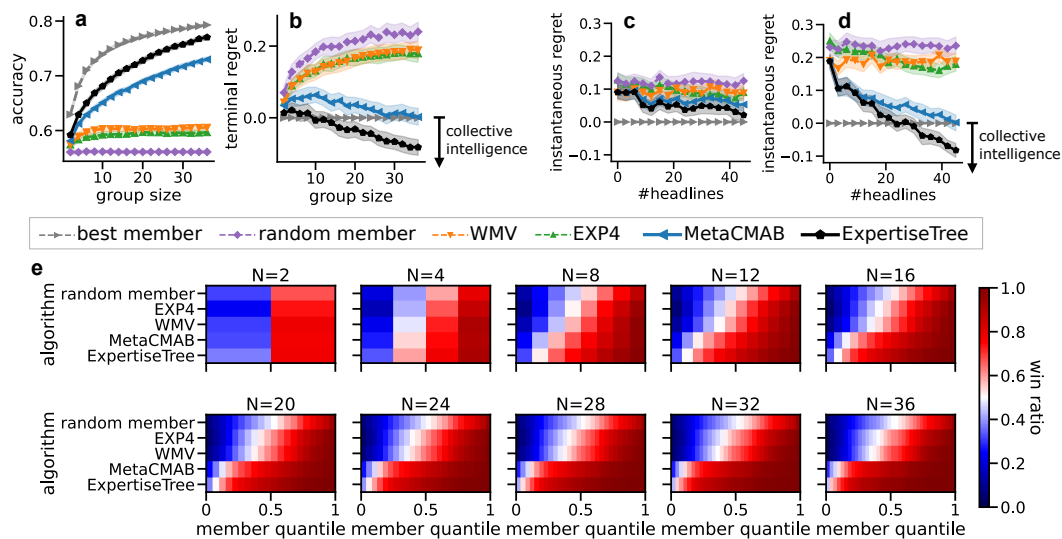 a
b
c
d
accuracy
0.8
0.7
0.6
10 20 30
group size
terminal regret
0.2
0.0
10 20 30
group size
collective
intelligence
instantaneous regret
0.3
0.2
0.1
0.0
−0.1
0 20 40
#headlines
instantaneous regret
0.3
0.2
0.1
0.0
−0.1
0 20 40
#headlines
collective
intelligence
best member random member WMV EXP4 MetaCMAB ExpertiseTree
e
algorithm
N=2 N=4 N=8 N=12 N=16
random member
EXP4
WMV
MetaCMAB
ExpertiseTree
algorithm
N=20 N=24 N=28 N=32 N=36
random member
EXP4
WMV
MetaCMAB
ExpertiseTree
0 0.5 1 0 0.5 1 0 0.5 1 0 0.5 1 0 0.5 1
member quantile member quantile member quantile member quantile member quantile
1.0
0.8
0.6
0.4
0.2
0.0
win ratio